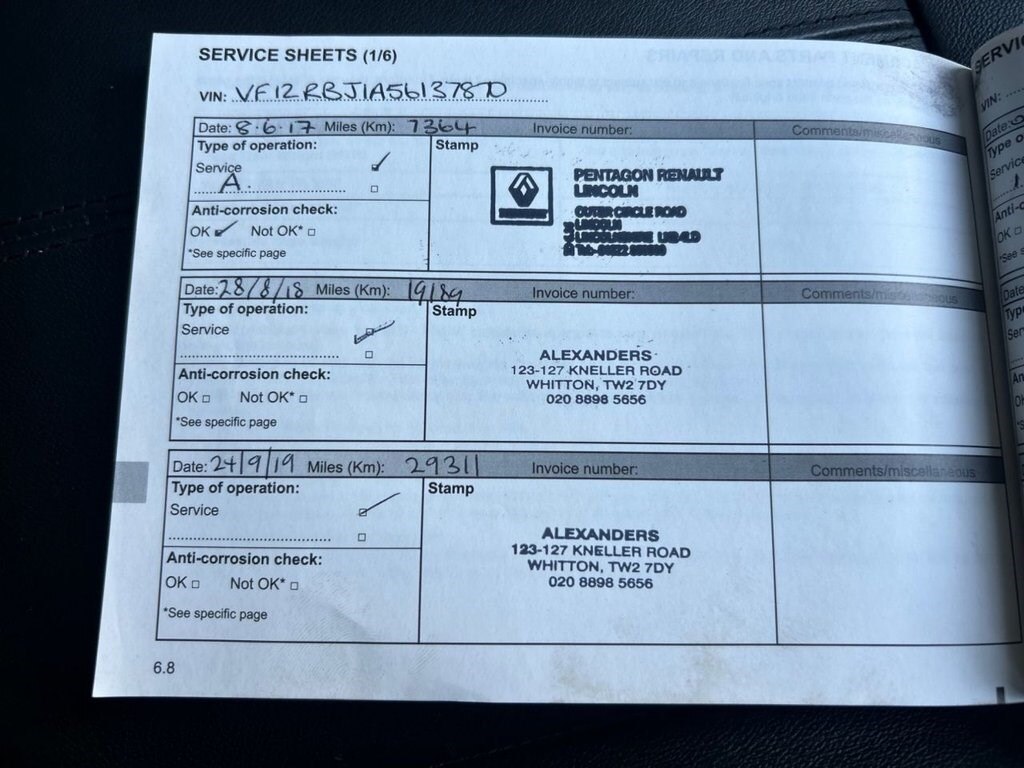 SERVICE SHEETS (1/6)
VIN: VF12RBJ1A56137870
Date: 8.6.17 Miles (Km): 7364 Invoice number: Comments/miscellaneous
Type of operation:
Service
A.
Anti-corrosion check:
OK Not OK*
*See specific page
Stamp
PENTAGON RENAULT
LINCOLN
OUTER CIRCLE ROAD
LINCOLN
LINCOLNSHIRE
Date: 28/8/18 Miles (Km): 19189 Invoice number: Comments/miscellaneous
Type of operation:
Service
Anti-corrosion check:
OK Not OK*
*See specific page
Stamp
ALEXANDERS
123-127 KNELLER ROAD
WHITTON, TW2 7DY
020 8898 5656
Date: 24/9/19 Miles (Km): 29311 Invoice number: Comments/miscellaneous
Type of operation:
Service
Anti-corrosion check:
OK Not OK*
*See specific page
Stamp
ALEXANDERS
123-127 KNELLER ROAD
WHITTON, TW2 7DY
020 8898 5656
6.8